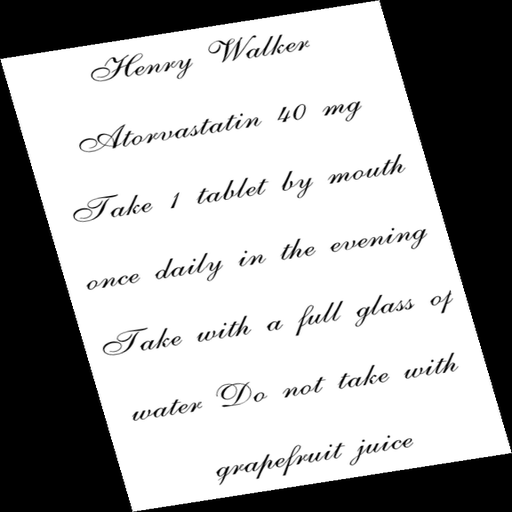 Henry Walker
Atorvastatin 40 mg
Take 1 tablet by mouth
once daily in the evening
Take with a full glass of
water Do not take with
grapefruit juice